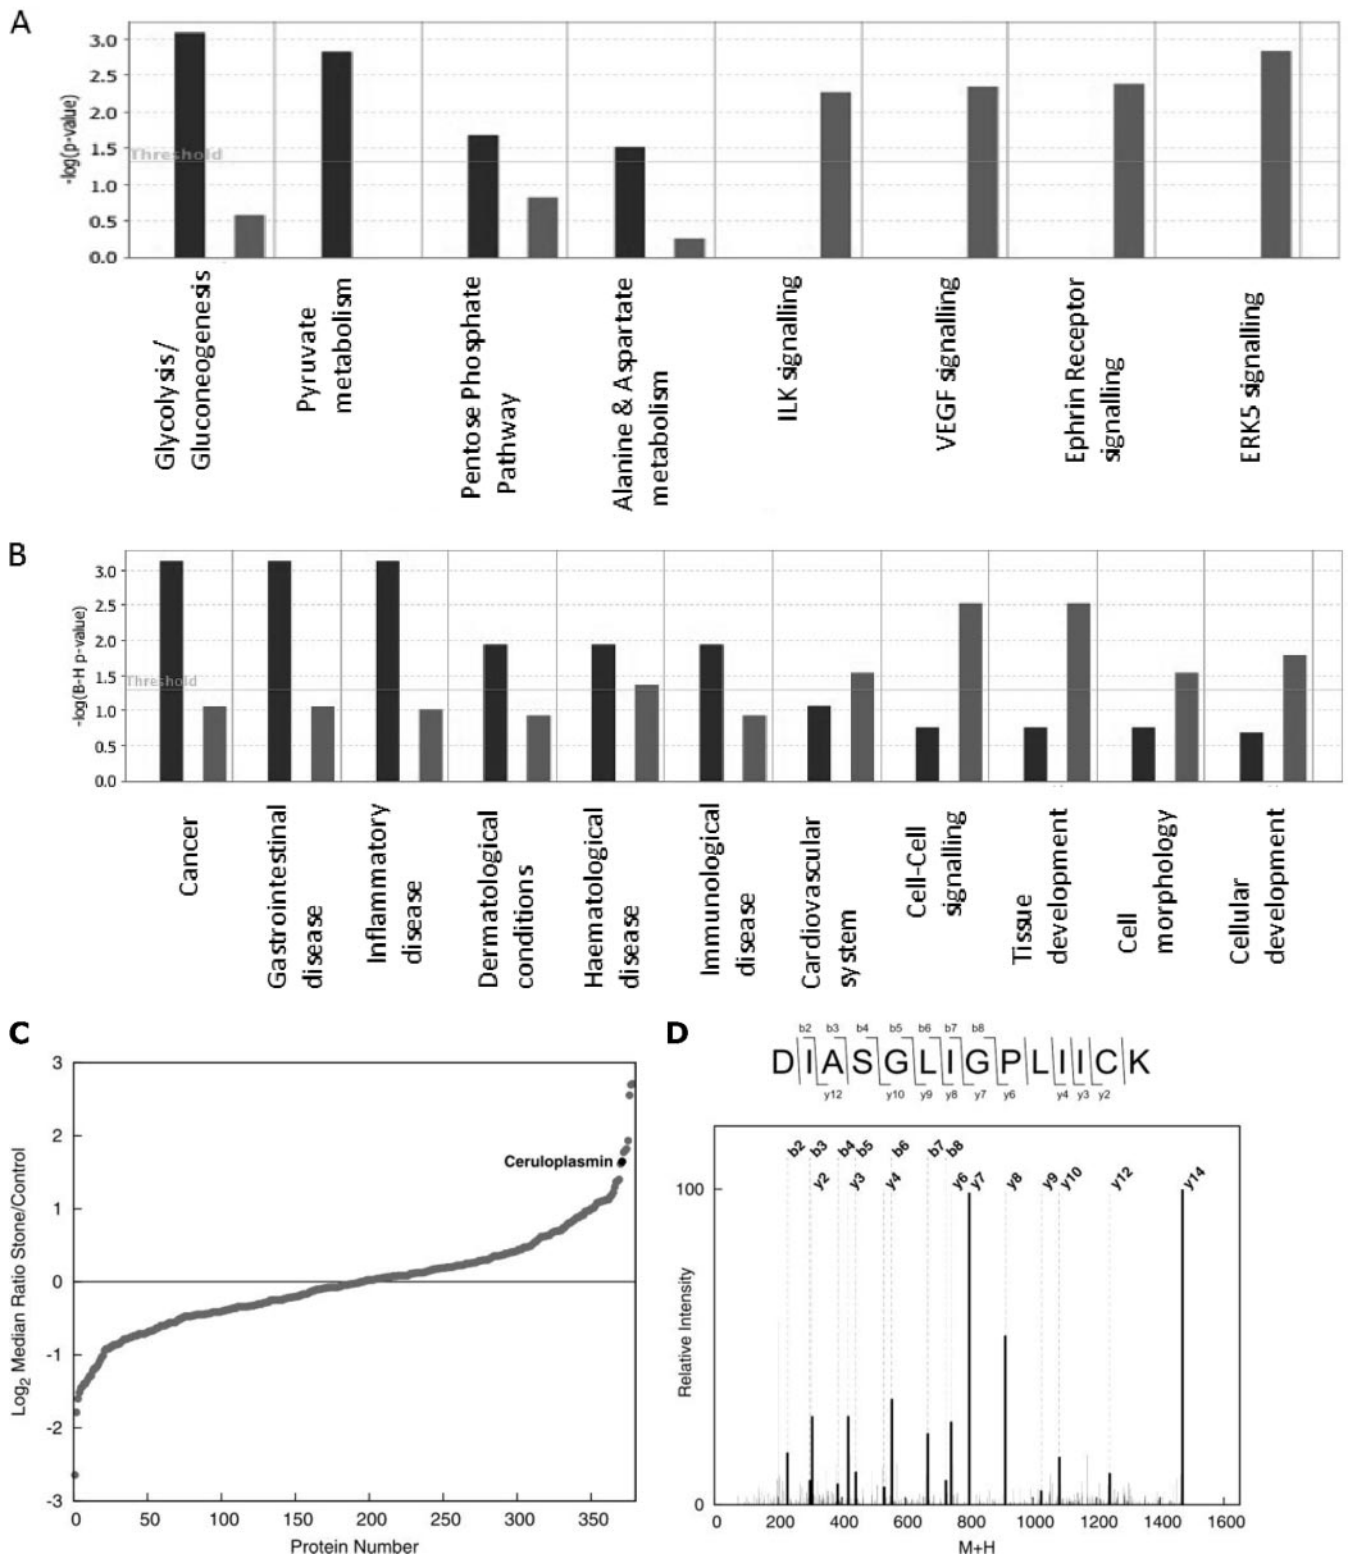 A
-log(p-value)
3.0
2.5
2.0
1.5
1.0
0.5
0.0
Threshold
Glycolysis/
Gluconeogenesis
Pyruvate
metabolism
Pentose Phosphate
Pathway
Alanine & Aspartate
metabolism
ILK signalling
VEGF signalling
Ephrin Receptor
signalling
ERK5 signalling
B
-log(B-H p-value)
3.0
2.5
2.0
1.5
1.0
0.5
0.0
Threshold
Cancer
Gastrointestinal
disease
Inflammatory
disease
Dermatological
conditions
Haematological
disease
Immunological
disease
Cardiovascular
system
Cell-Cell
signalling
Tissue
development
Cell
morphology
Cellular
development
C
Log2 Median Ratio Stone/Control
3
2
1
0
-1
-2
-3
Ceruloplasmin
0 50 100 150 200 250 300 350
Protein Number
D
b2 b3 b4 b5 b6 b7 b8
DIASGLIGPLIICK
y12 y10 y9 y8 y7 y6 y4 y3 y2
b2 b3 b4 b5 b6 b7 b8
y2 y3 y4 y6 y7 y8 y9 y10 y12 y14
Relative Intensity
100
0
0 200 400 600 800 1000 1200 1400 1600
M+H